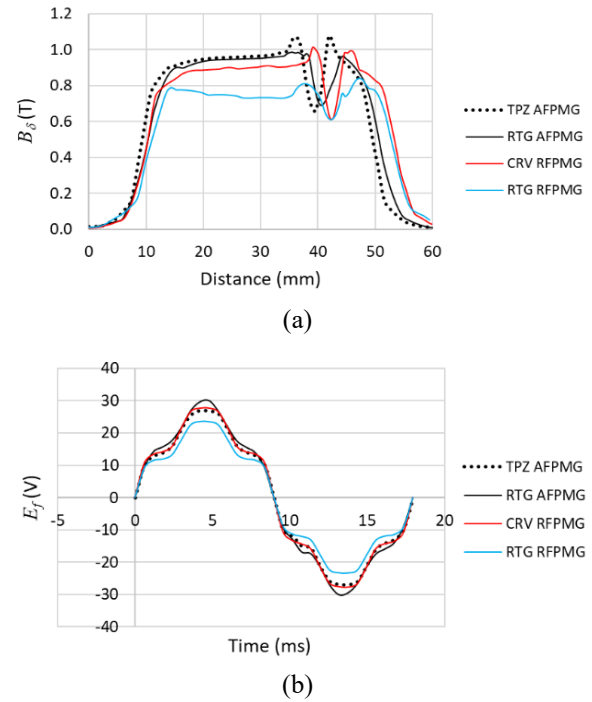 (a)
1.2
1.0
0.8
0.6
0.4
0.2
0.0
B_δ (T)
0 10 20 30 40 50 60
Distance (mm)
TPZ AFPMG
RTG AFPMG
CRV RFPMG
RTG RFPMG
(a)
40
30
20
10
0
-10
-20
-30
-40
E_f (V)
-5 0 5 10 15 20
Time (ms)
TPZ AFPMG
RTG AFPMG
CRV RFPMG
RTG RFPMG
(b)